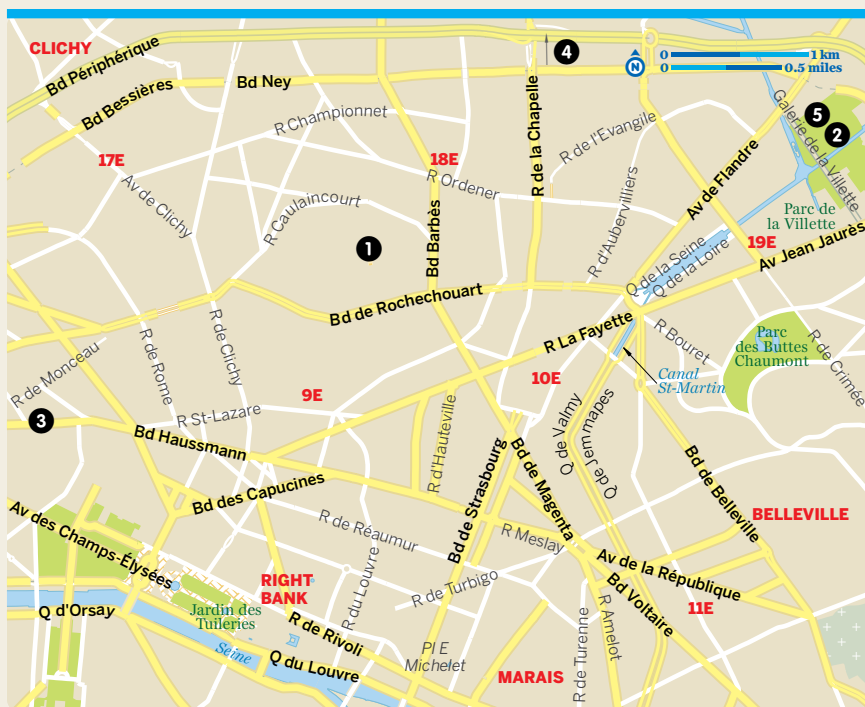 CLICHY
Bd Périphérique
4
N
0 1 km
0 0.5 miles
Bd Bessières
Bd Ney
R Championnet
R de la Chapelle
R de l'Evangile
Galerie de la Villette
5
2
17E
18E
R Ordener
Av de Clichy
R Caulaincourt
Bd Barbès
R d'Aubervilliers
Av de Flandre
Parc de
la Villette
1
19E
Q de la Seine
Q de la Loire
Av Jean Jaurès
Bd de Rochechouart
R La Fayette
R Bouret
Parc
des Buttes
Chaumont
R de Crimée
R de Monceau
R de Rome
R de Clichy
Canal
St-Martin
9E
10E
3
R St-Lazare
Bd Haussmann
R d'Hauteville
Q de Valmy
Q de Jemmapes
Bd des Capucines
Bd de Strasbourg
Bd de Magenta
Bd de Belleville
BELLEVILLE
Av des Champs-Élysées
R de Réaumur
R Meslay
Av de la République
RIGHT
BANK
R du Louvre
R de Turbigo
Bd Voltaire
11E
Q d'Orsay
Jardin des
Tuileries
R de Rivoli
R Amelot
R de Turenne
Seine
Q du Louvre
Pl E
Michelet
MARAIS